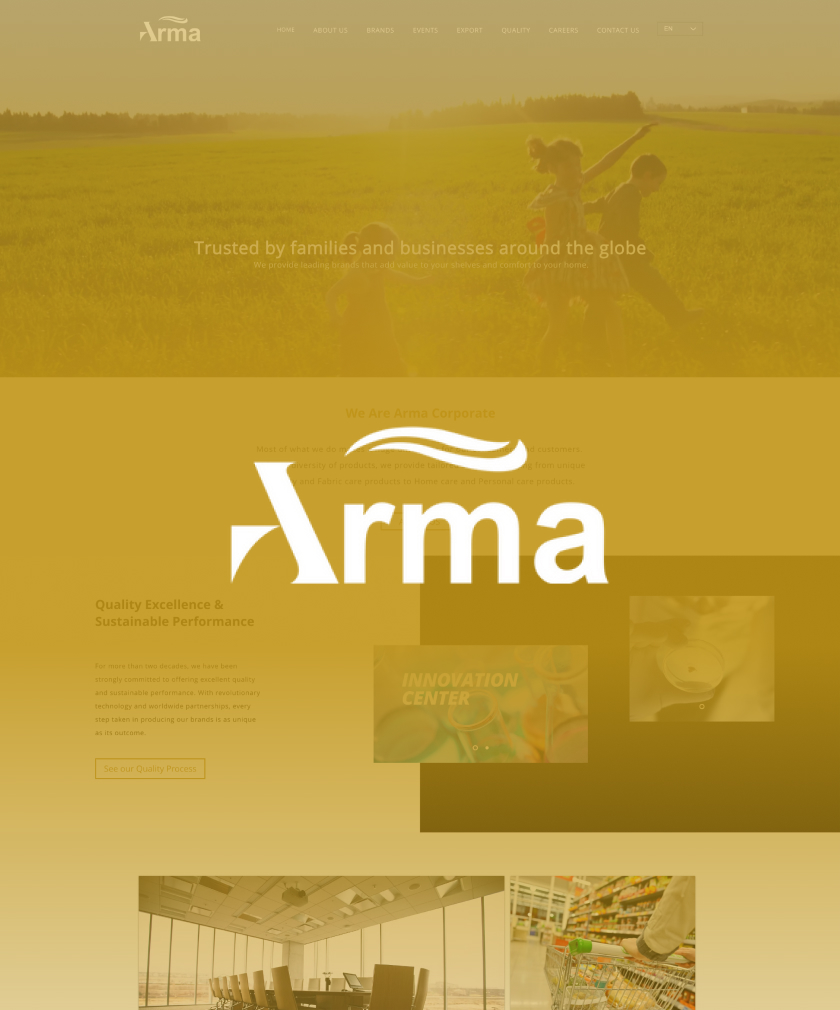 Arma
HOME ABOUT US BRANDS EVENTS EXPORT QUALITY CAREERS CONTACT US EN
Trusted by families and businesses around the globe
We provide leading brands that add value to your shelves and comfort to your home.
We Are Arma Corporate
Most of what we do customers.
of products, we provide from unique
and Fabric care products to Home care and Personal care products
Arma
Quality Excellence &
Sustainable Performance
For more than two decades, we have been
strongly committed to offering excellent quality
and sustainable performance. With revolutionary
technology and worldwide partnerships, every
step taken in producing our brands is as unique
as its outcome.
See our Quality Process
INNOVATION
CENTER